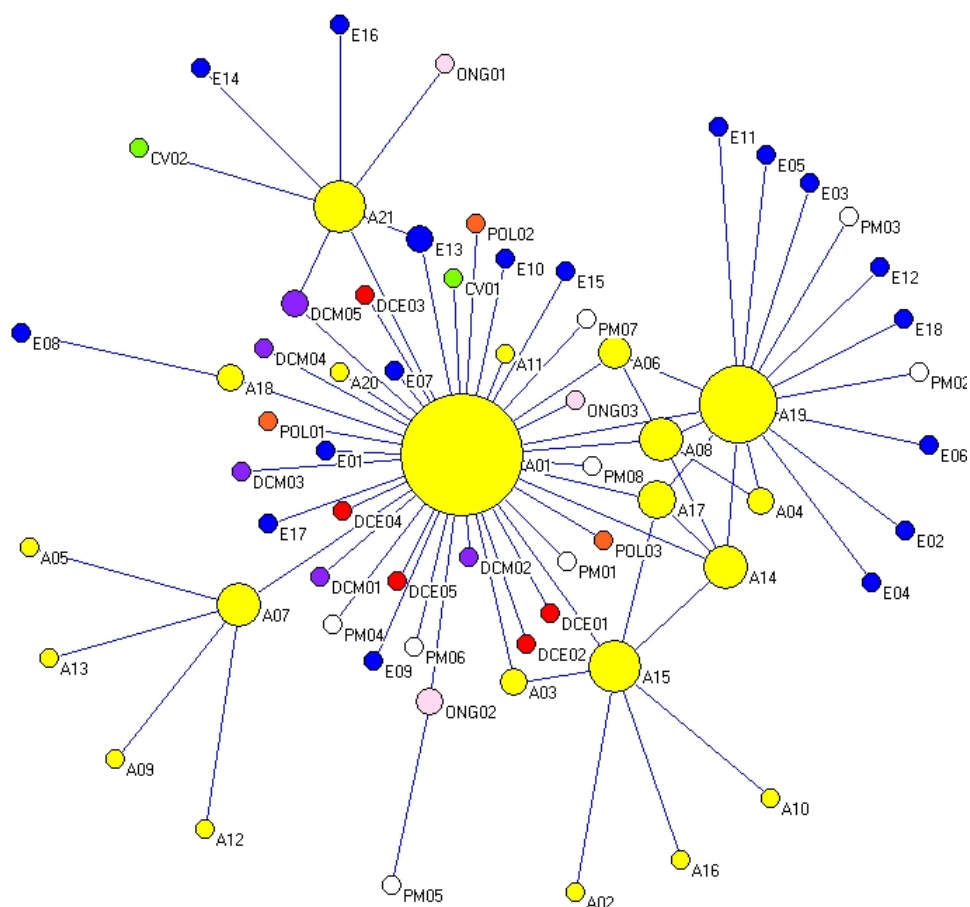 E16
E14
ONG01
CV02
E11
E05
E03
A21
PM03
E13
POL02
E10
E12
E15
CV01
DCM05
DCE03
E18
PM07
E08
DCM04
A11
A06
PM02
A18
A20
E07
ONG03
A19
POL01
A08
E06
E01
A01
DCM03
PM08
A17
A04
E17
DCE04
POL03
E02
DCM02
PM01
A14
A05
DCM01
DCE05
E04
A07
DCE01
PM04
PM06
DCE02
A13
E09
A03
A15
ONG02
A09
A10
A12
A16
PM05
A02